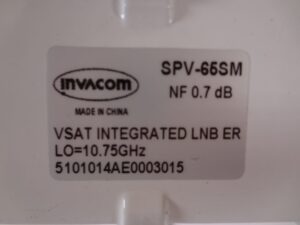 INVACOM
SPV-65SM
NF 0.7 dB
MADE IN CHINA
VSAT INTEGRATED LNB ER
LO=10.75GHz
5101014AE0003015